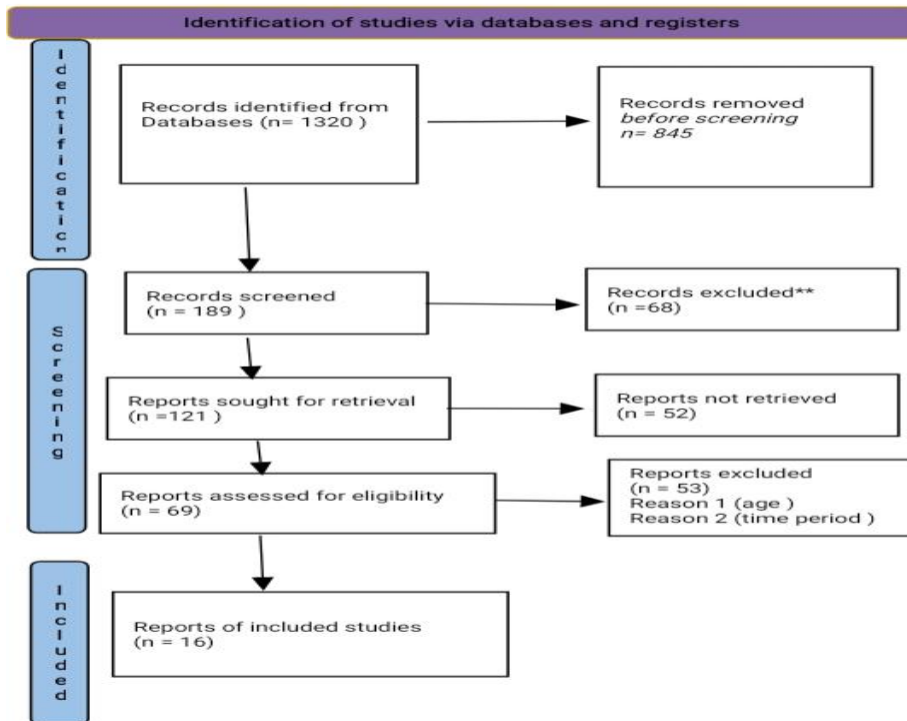 Identification of studies via databases and registers
Identification
Records identified from
Databases (n= 1320 )
Records removed
before screening
n= 845
Screening
Records screened
(n = 189 )
Records excluded**
(n =68)
Reports sought for retrieval
(n =121 )
Reports not retrieved
(n = 52)
Reports assessed for eligibility
(n = 69)
Reports excluded
(n = 53)
Reason 1 (age )
Reason 2 (time period )
Included
Reports of included studies
(n = 16)